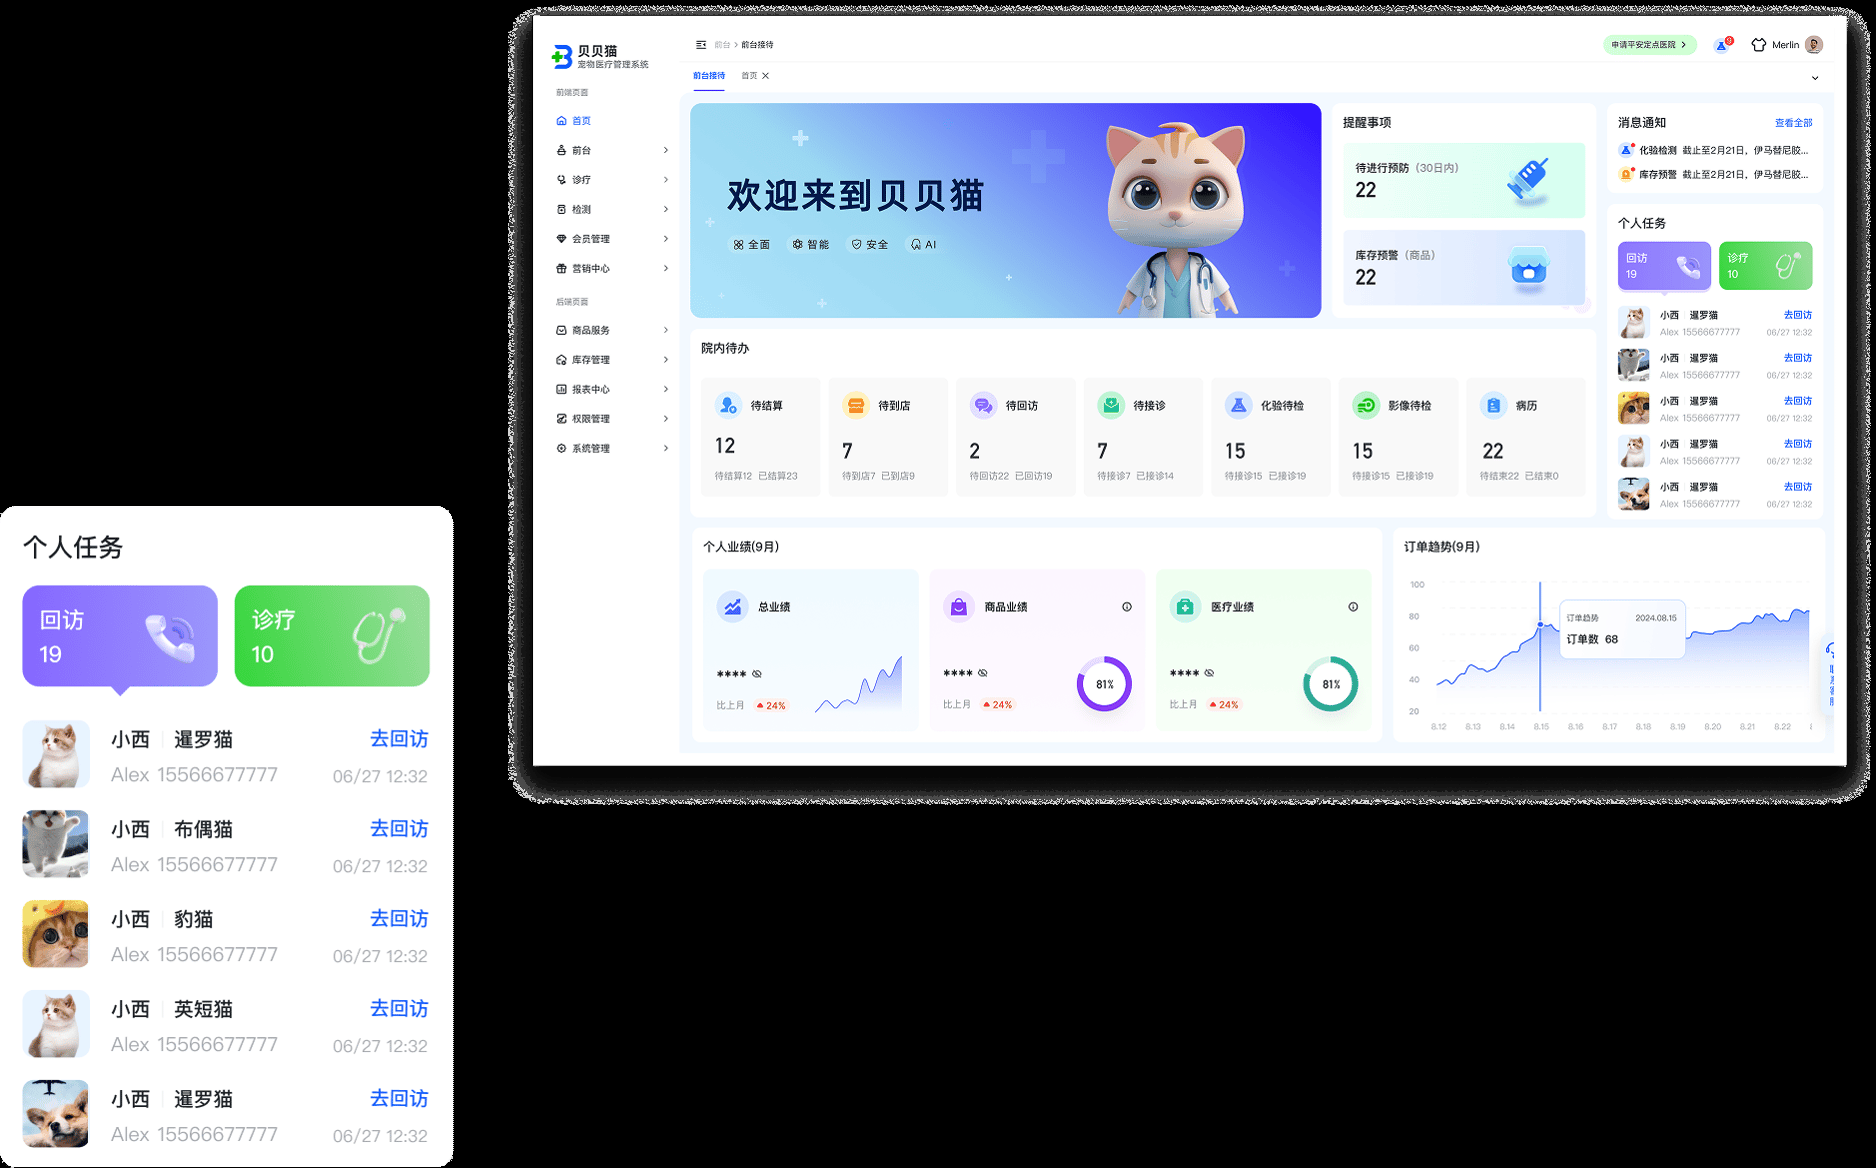 贝贝猫
宠物医疗管理系统
前端页面
首页
前台
诊疗
检测
会员管理
营销中心
后端页面
商品服务
库存管理
报表中心
权限管理
系统管理
前台 > 前台接待
申请平安定点医院
Merlin
前台接待 首页
欢迎来到贝贝猫
全面 智能 安全 AI
提醒事项
待进行预防 (30日内)
22
库存预警 (商品)
22
消息通知 查看全部
化验检测 截止至2月21日，伊马替尼胶...
库存预警 截止至2月21日，伊马替尼胶...
个人任务
回访
19
诊疗
10
小西 暹罗猫 去回访
Alex 15566677777 06/27 12:32
小西 暹罗猫 去回访
Alex 15566677777 06/27 12:32
小西 暹罗猫 去回访
Alex 15566677777 06/27 12:32
小西 暹罗猫 去回访
Alex 15566677777 06/27 12:32
小西 暹罗猫 去回访
Alex 15566677777 06/27 12:32
院内待办
待结算
12
待结算12 已结算23
待到店
7
待到店7 已到店9
待回访
2
待回访22 已回访19
待接诊
7
待接诊7 已接诊14
化验待检
15
待接诊15 已接诊19
影像待检
15
待接诊15 已接诊19
病历
22
待结束22 已结束0
个人业绩(9月)
总业绩
****
比上月 24%
商品业绩
****
比上月 24%
81%
医疗业绩
****
比上月 24%
81%
订单趋势(9月)
100
80
60
40
20
8.12 8.13 8.14 8.15 8.16 8.17 8.18 8.19 8.20 8.21 8.22
订单趋势 2024.08.15
订单数 68
个人任务
回访
19
诊疗
10
小西 暹罗猫 去回访
Alex 15566677777 06/27 12:32
小西 布偶猫 去回访
Alex 15566677777 06/27 12:32
小西 豹猫 去回访
Alex 15566677777 06/27 12:32
小西 英短猫 去回访
Alex 15566677777 06/27 12:32
小西 暹罗猫 去回访
Alex 15566677777 06/27 12:32